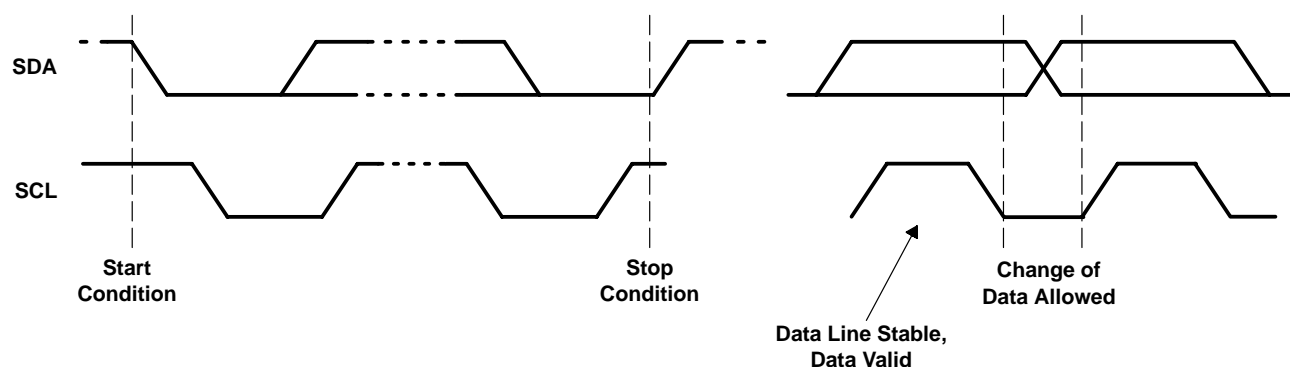 SDA
SCL
Start
Condition
Stop
Condition
Change of
Data Allowed
Data Line Stable,
Data Valid